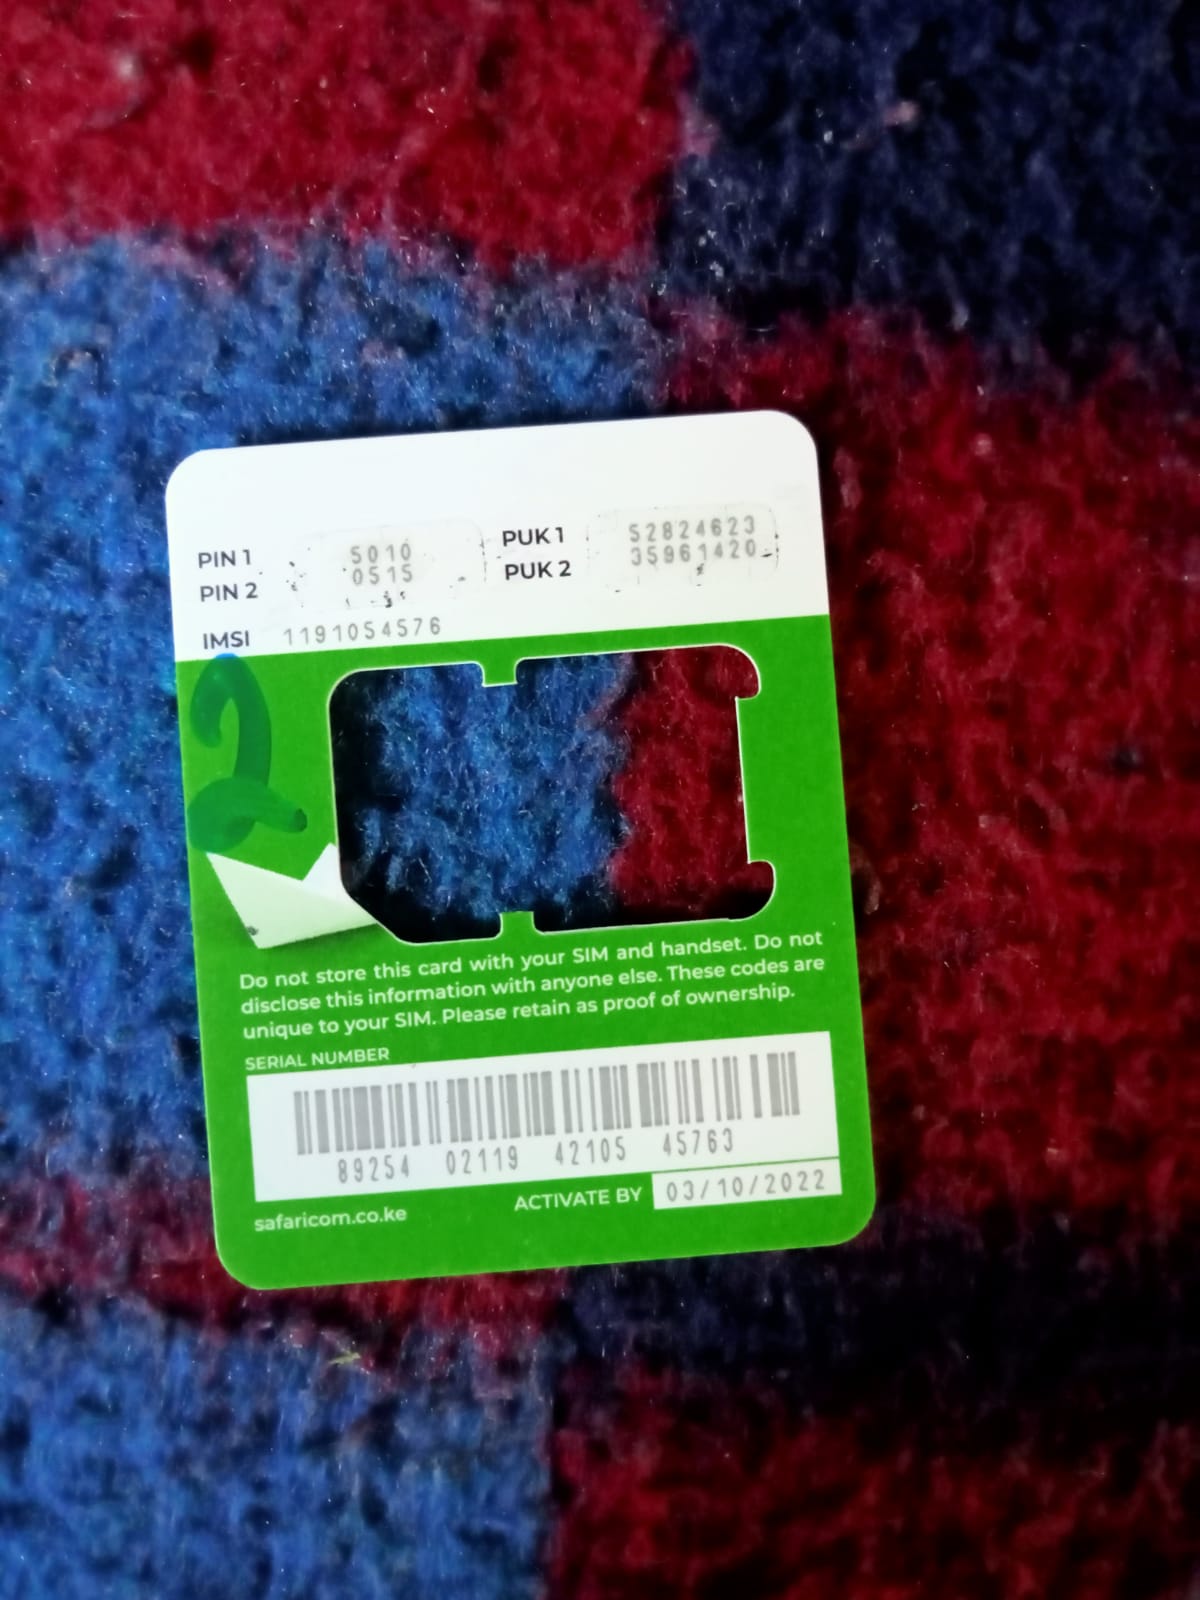 PIN 1 5010 PUK 1 52824623
PIN 2 0515 PUK 2 35961420
IMSI 1191054576
2
Do not store this card with your SIM and handset. Do not
disclose this information with anyone else. These codes are
unique to your SIM. Please retain as proof of ownership.
SERIAL NUMBER
89254 02119 42105 45763
safaricom.co.ke ACTIVATE BY 03/10/2022